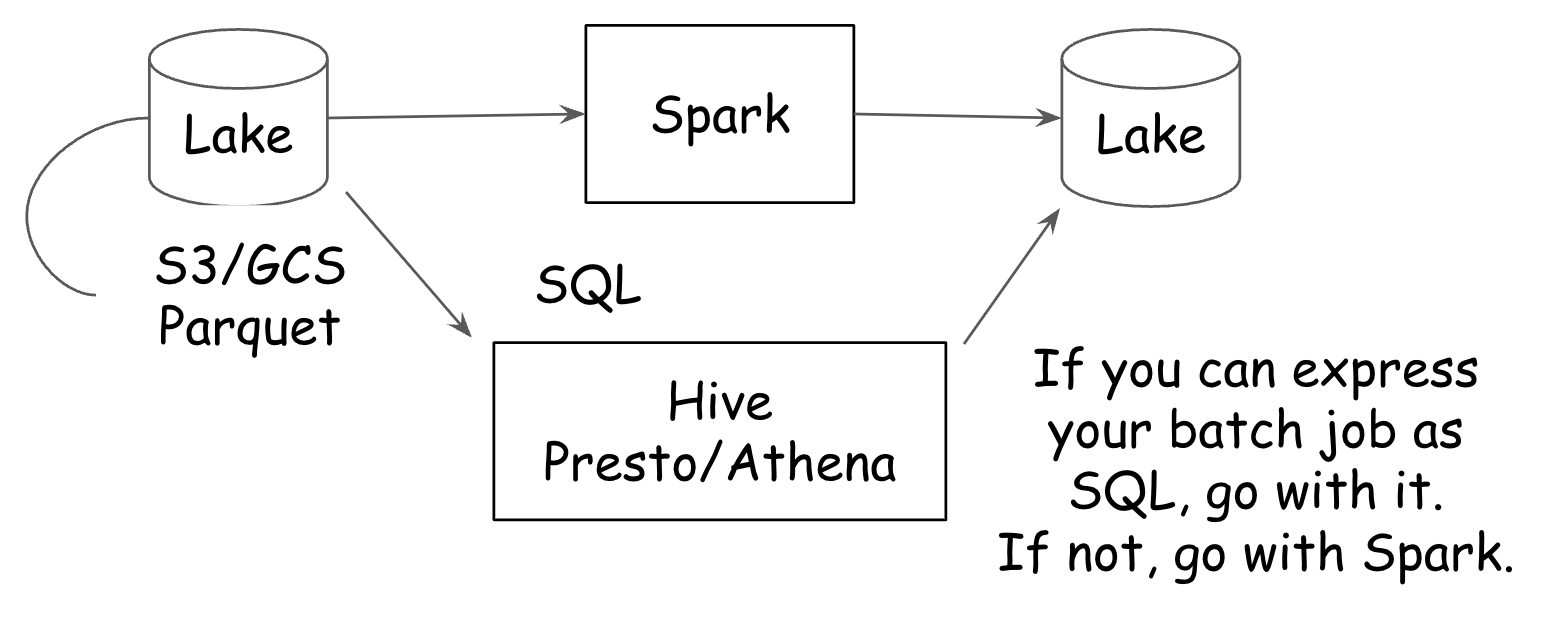 Lake
Spark
Lake
S3/GCS
Parquet
SQL
Hive
Presto/Athena
If you can express
your batch job as
SQL, go with it.
If not, go with Spark.